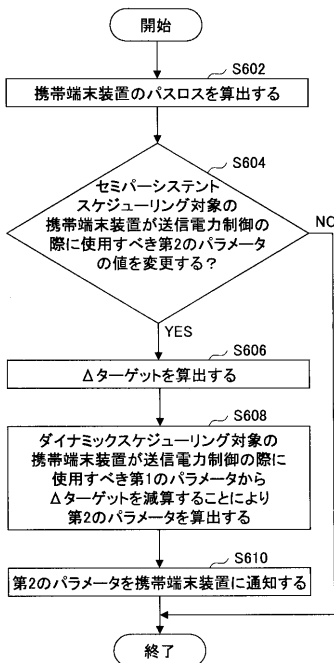 開始
S602
携帯端末装置のパスロスを算出する
S604
セミパーシステント
スケジューリング対象の
携帯端末装置が送信電力制御の
際に使用すべき第2のパラメータ
の値を変更する?
NO
YES
S606
Δターゲットを算出する
S608
ダイナミックスケジューリング対象の
携帯端末装置が送信電力制御の際に
使用すべき第1のパラメータから
Δターゲットを減算することにより
第2のパラメータを算出する
S610
第2のパラメータを携帯端末装置に通知する
終了